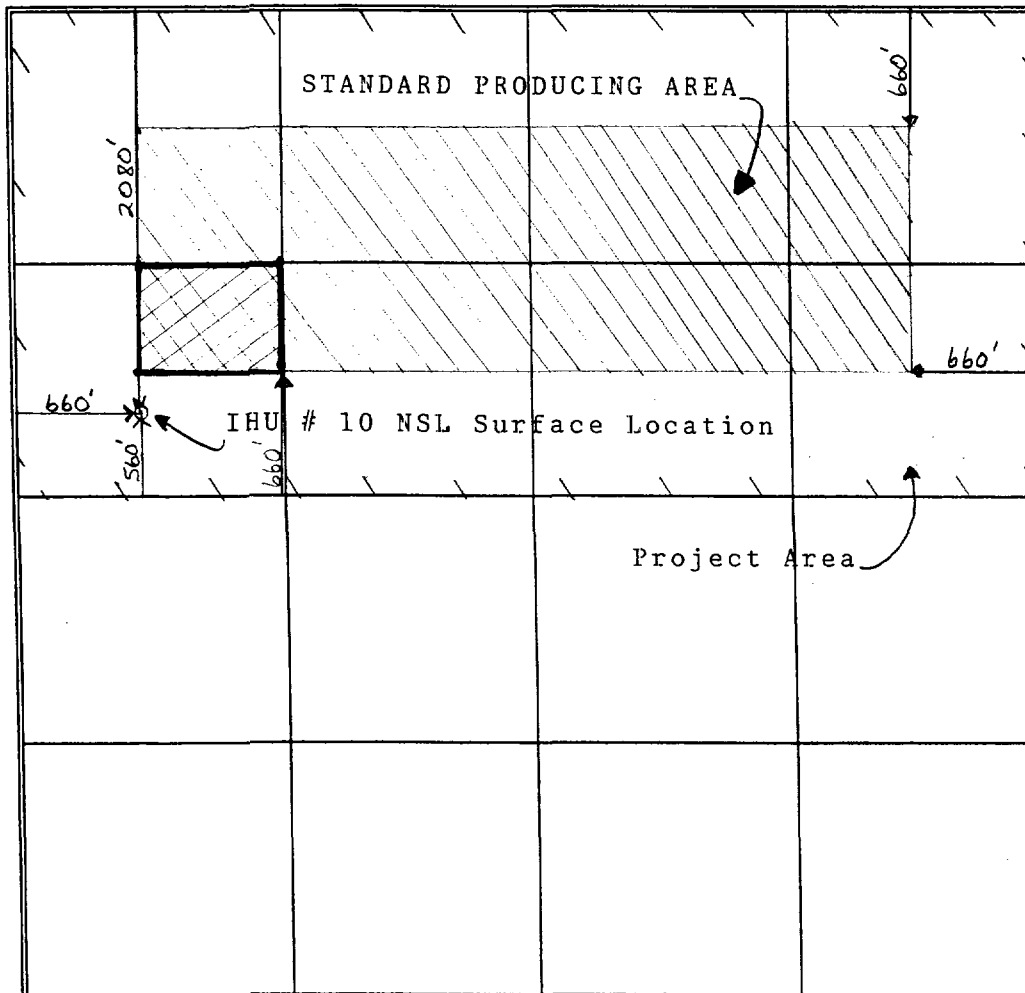 660'
STANDARD PRODUCING AREA
2080'
660'
660'
IHU # 10 NSL Surface Location
560'
660'
Project Area